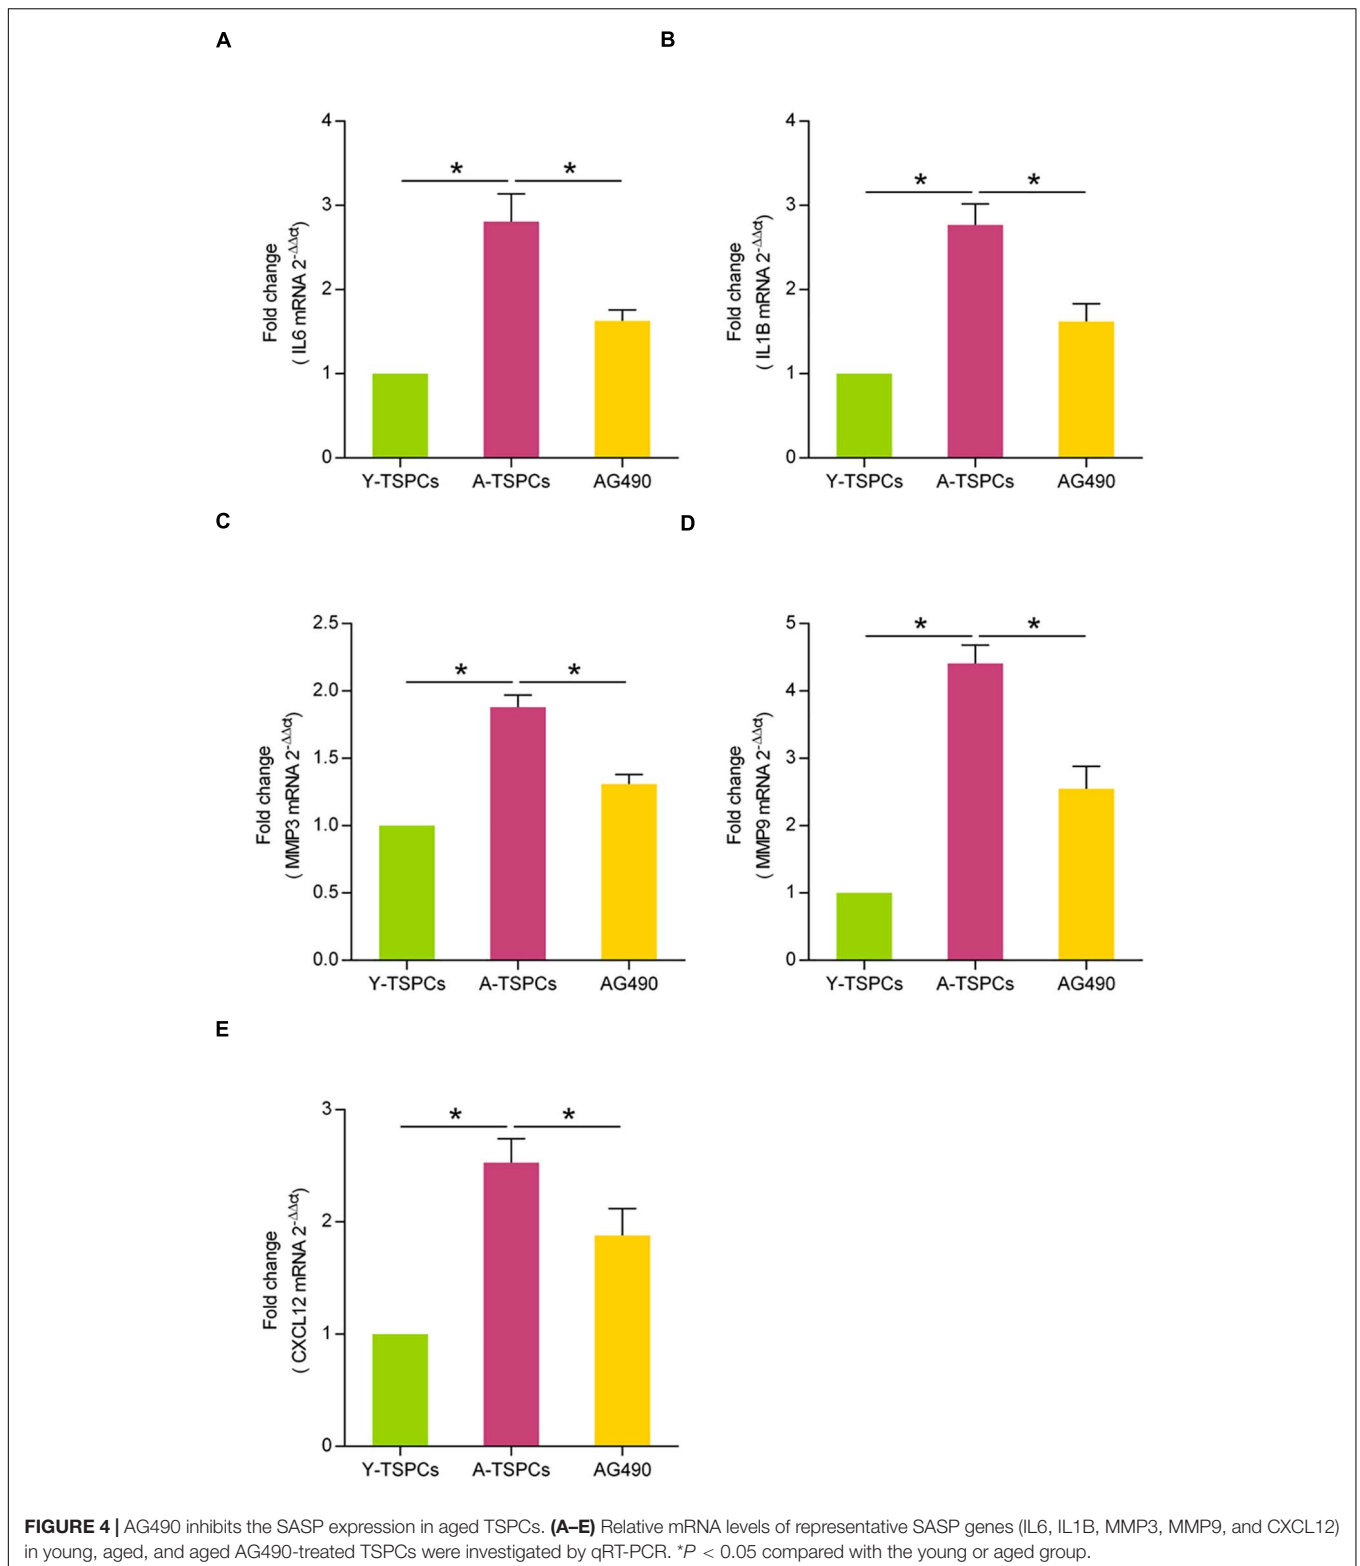 A
B
4
3
2
1
0
Fold change
( IL6 mRNA 2-ΔΔct)
*
*
Y-TSPCs
A-TSPCs
AG490
4
3
2
1
0
Fold change
( IL1B mRNA 2-ΔΔct)
*
*
Y-TSPCs
A-TSPCs
AG490
C
D
2.5
2.0
1.5
1.0
0.5
0.0
Fold change
( MMP3 mRNA 2-ΔΔct)
*
*
Y-TSPCs
A-TSPCs
AG490
5
4
3
2
1
0
Fold change
( MMP9 mRNA 2-ΔΔct)
*
*
Y-TSPCs
A-TSPCs
AG490
E
3
2
1
0
Fold change
( CXCL12 mRNA 2-ΔΔct)
*
*
Y-TSPCs
A-TSPCs
AG490
FIGURE 4 | AG490 inhibits the SASP expression in aged TSPCs. (A–E) Relative mRNA levels of representative SASP genes (IL6, IL1B, MMP3, MMP9, and CXCL12)
in young, aged, and aged AG490-treated TSPCs were investigated by qRT-PCR. *P < 0.05 compared with the young or aged group.